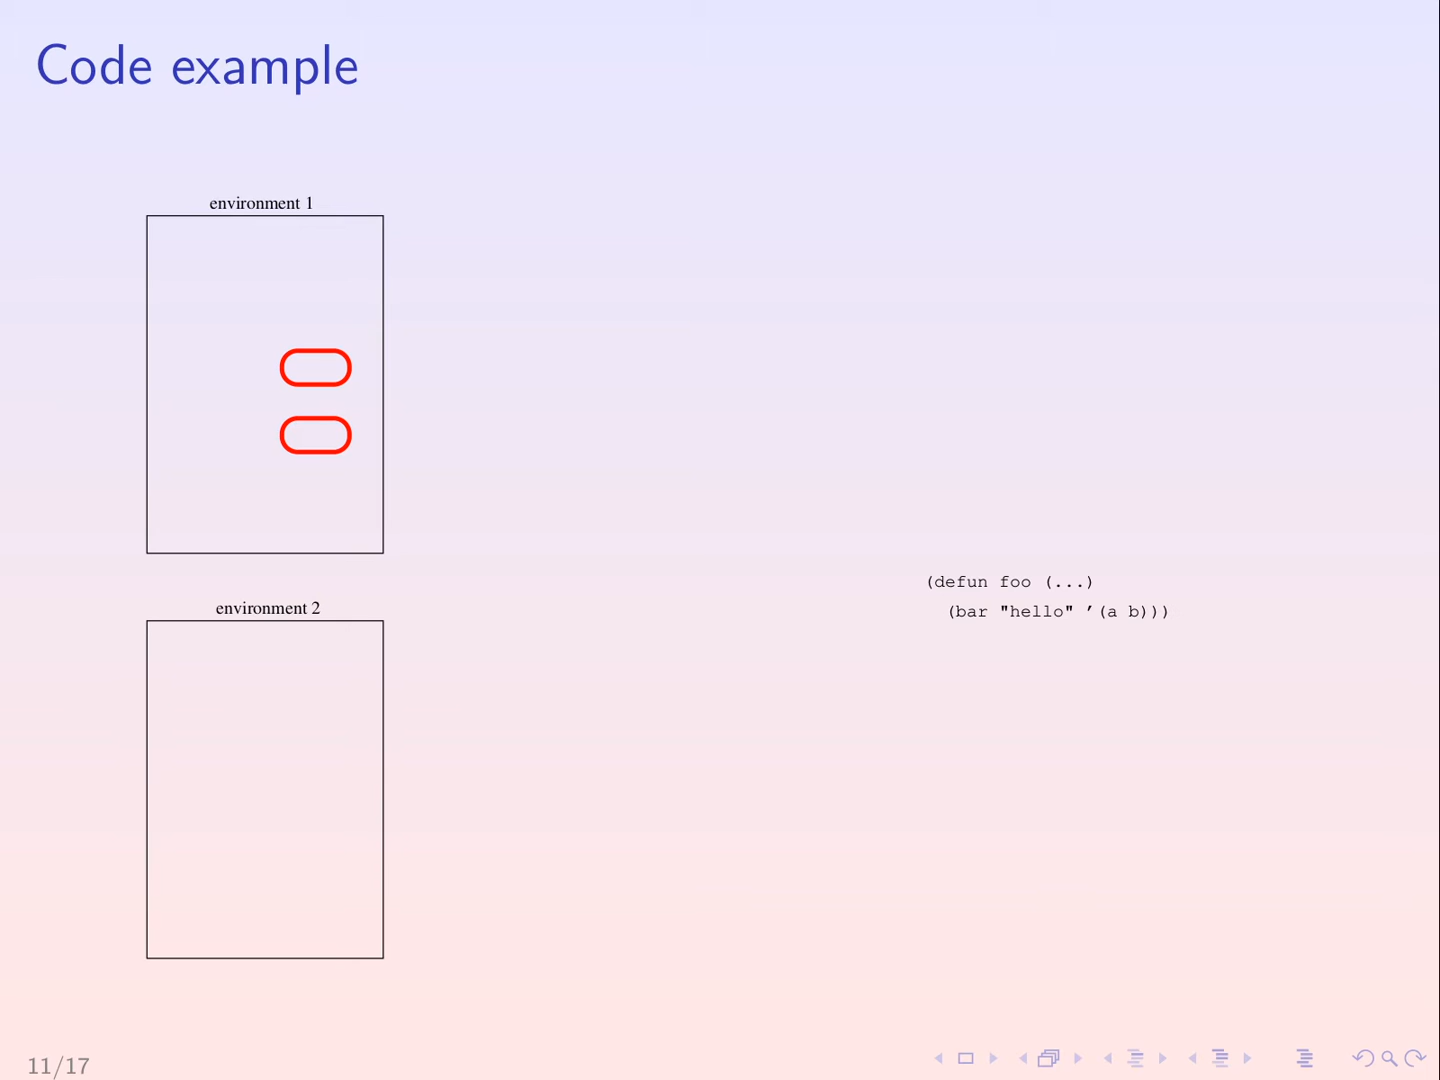 Code example
environment 1
(defun foo (...)
(bar "hello" ’(a b)))
environment 2
11/17